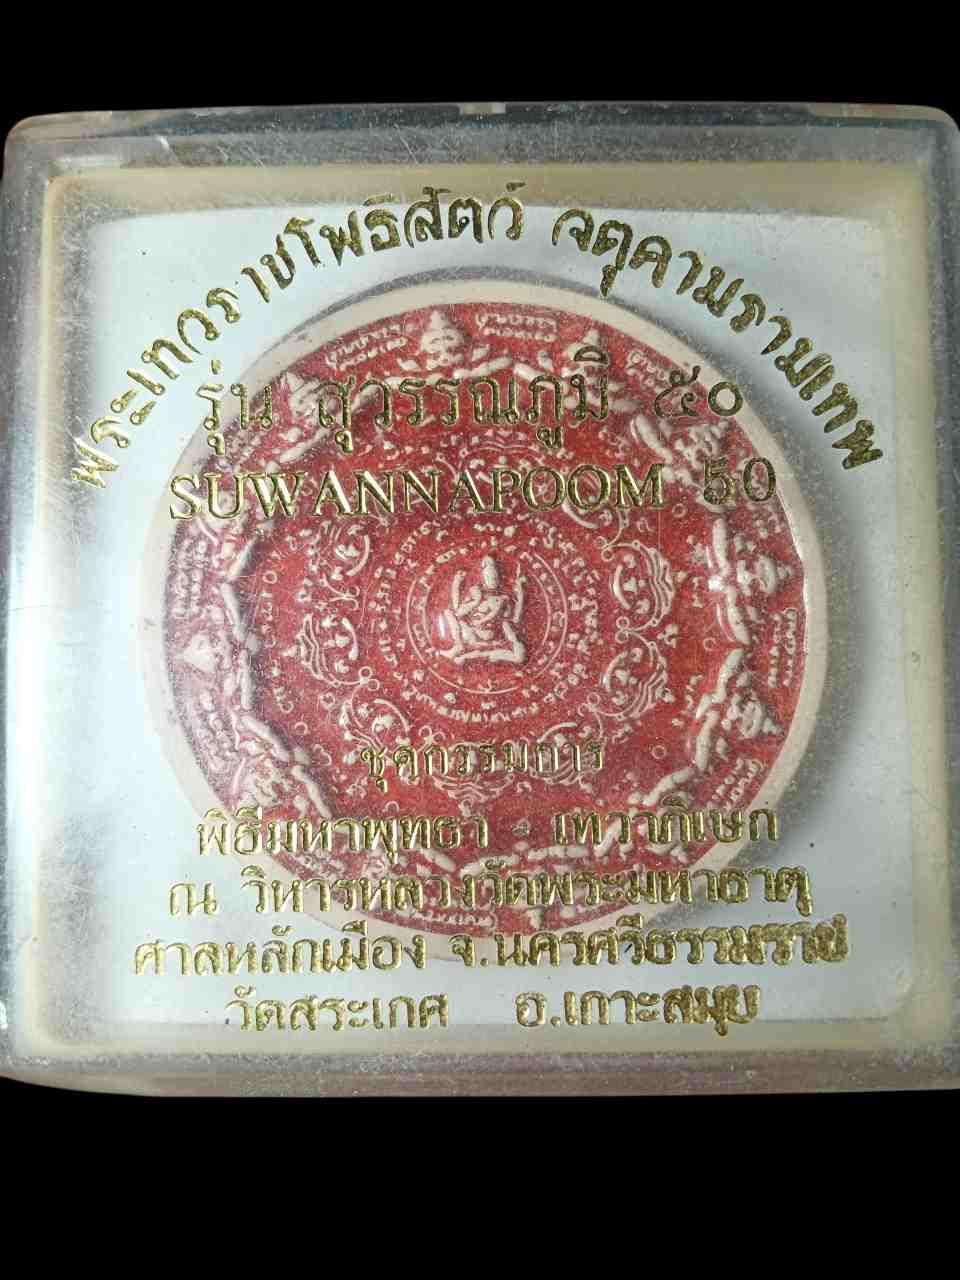 พระเทวราชโพธิสัตว์ จตุคามรามเทพ
รุ่น สุวรรณภูมิ ๕๐
SUWANNAPOOM 50
ชุดกรรมการ
พิธีมหาพุทธา - เทวาภิเษก
ณ วิหารหลวงวัดพระมหาธาตุ
ศาลหลักเมือง จ.นครศรีธรรมราช
วัดสระเกศ อ.เกาะสมุย